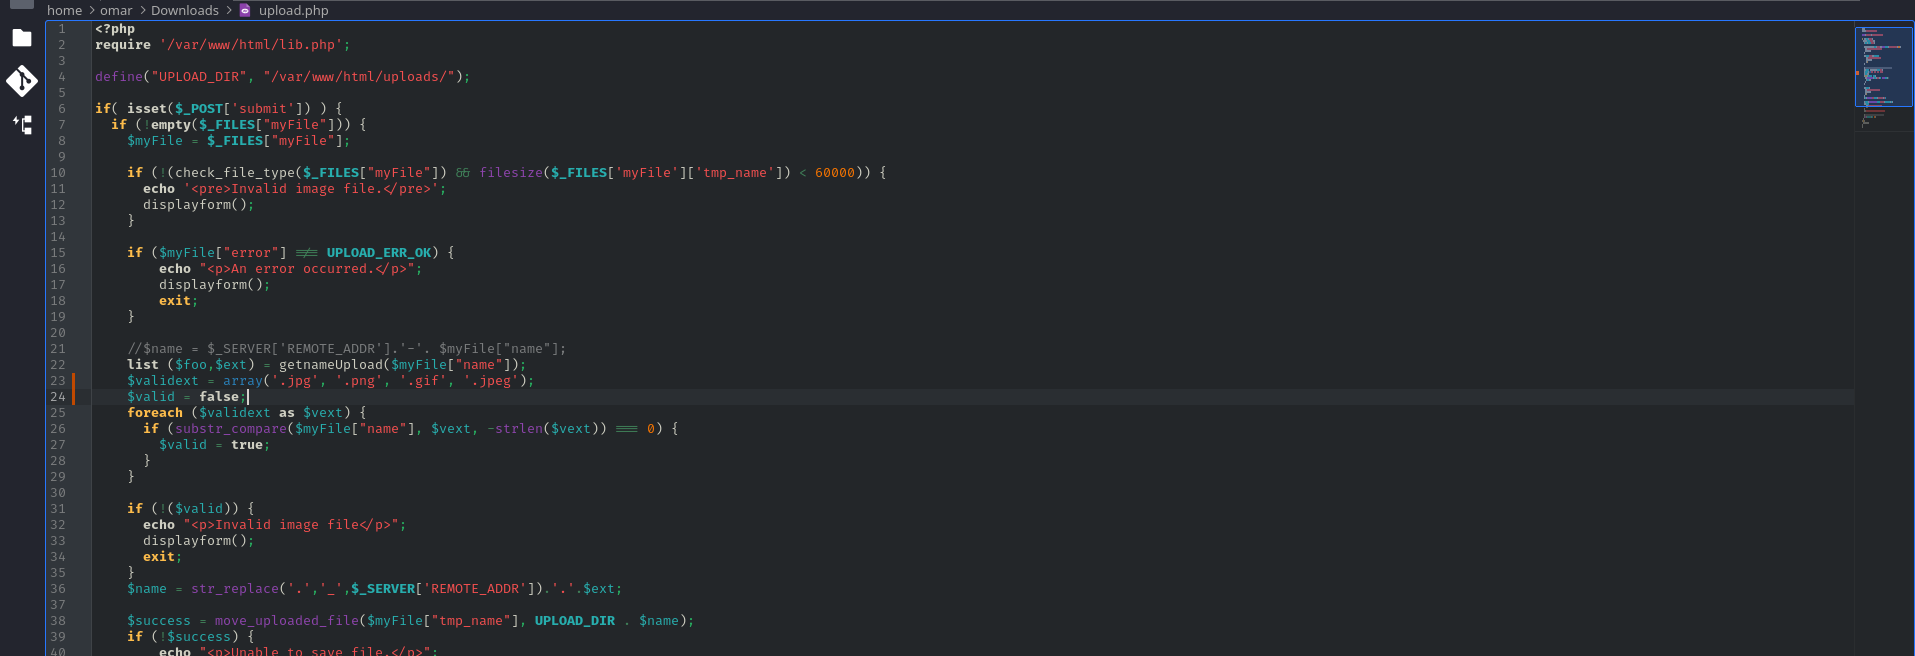 home > omar > Downloads > upload.php
1 <?php
2 require '/var/www/html/lib.php';
3
4 define("UPLOAD_DIR", "/var/www/html/uploads/");
5
6 if( isset($_POST['submit']) ) {
7   if (!empty($_FILES["myFile"])) {
8     $myFile = $_FILES["myFile"];
9
10     if (!(check_file_type($_FILES["myFile"]) && filesize($_FILES['myFile']['tmp_name']) < 60000)) {
11       echo '<pre>Invalid image file.</pre>';
12       displayform();
13     }
14
15     if ($myFile["error"] !== UPLOAD_ERR_OK) {
16         echo "<p>An error occurred.</p>";
17         displayform();
18         exit;
19     }
20
21     //$name = $_SERVER['REMOTE_ADDR'].'-'. $myFile["name"];
22     list ($foo,$ext) = getnameUpload($myFile["name"]);
23     $validext = array('.jpg', '.png', '.gif', '.jpeg');
24     $valid = false;
25     foreach ($validext as $vext) {
26       if (substr_compare($myFile["name"], $vext, -strlen($vext)) === 0) {
27         $valid = true;
28       }
29     }
30
31     if (!($valid)) {
32       echo "<p>Invalid image file</p>";
33       displayform();
34       exit;
35     }
36     $name = str_replace('.','_',$_SERVER['REMOTE_ADDR']).'.'.$ext;
37
38     $success = move_uploaded_file($myFile["tmp_name"], UPLOAD_DIR . $name);
39     if (!$success) {
40         echo "<p>Unable to save file.</p>";